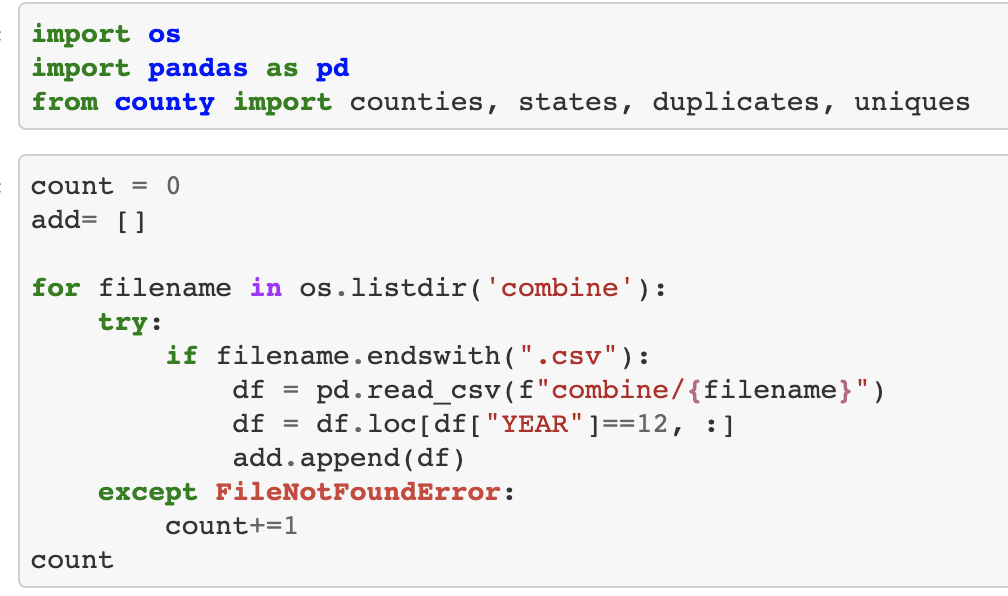 import os
import pandas as pd
from county import counties, states, duplicates, uniques
count = 0
add= []
for filename in os.listdir('combine'):
    try:
        if filename.endswith(".csv"):
            df = pd.read_csv(f"combine/{filename}")
            df = df.loc[df["YEAR"]==12, :]
            add.append(df)
    except FileNotFoundError:
        count+=1
count